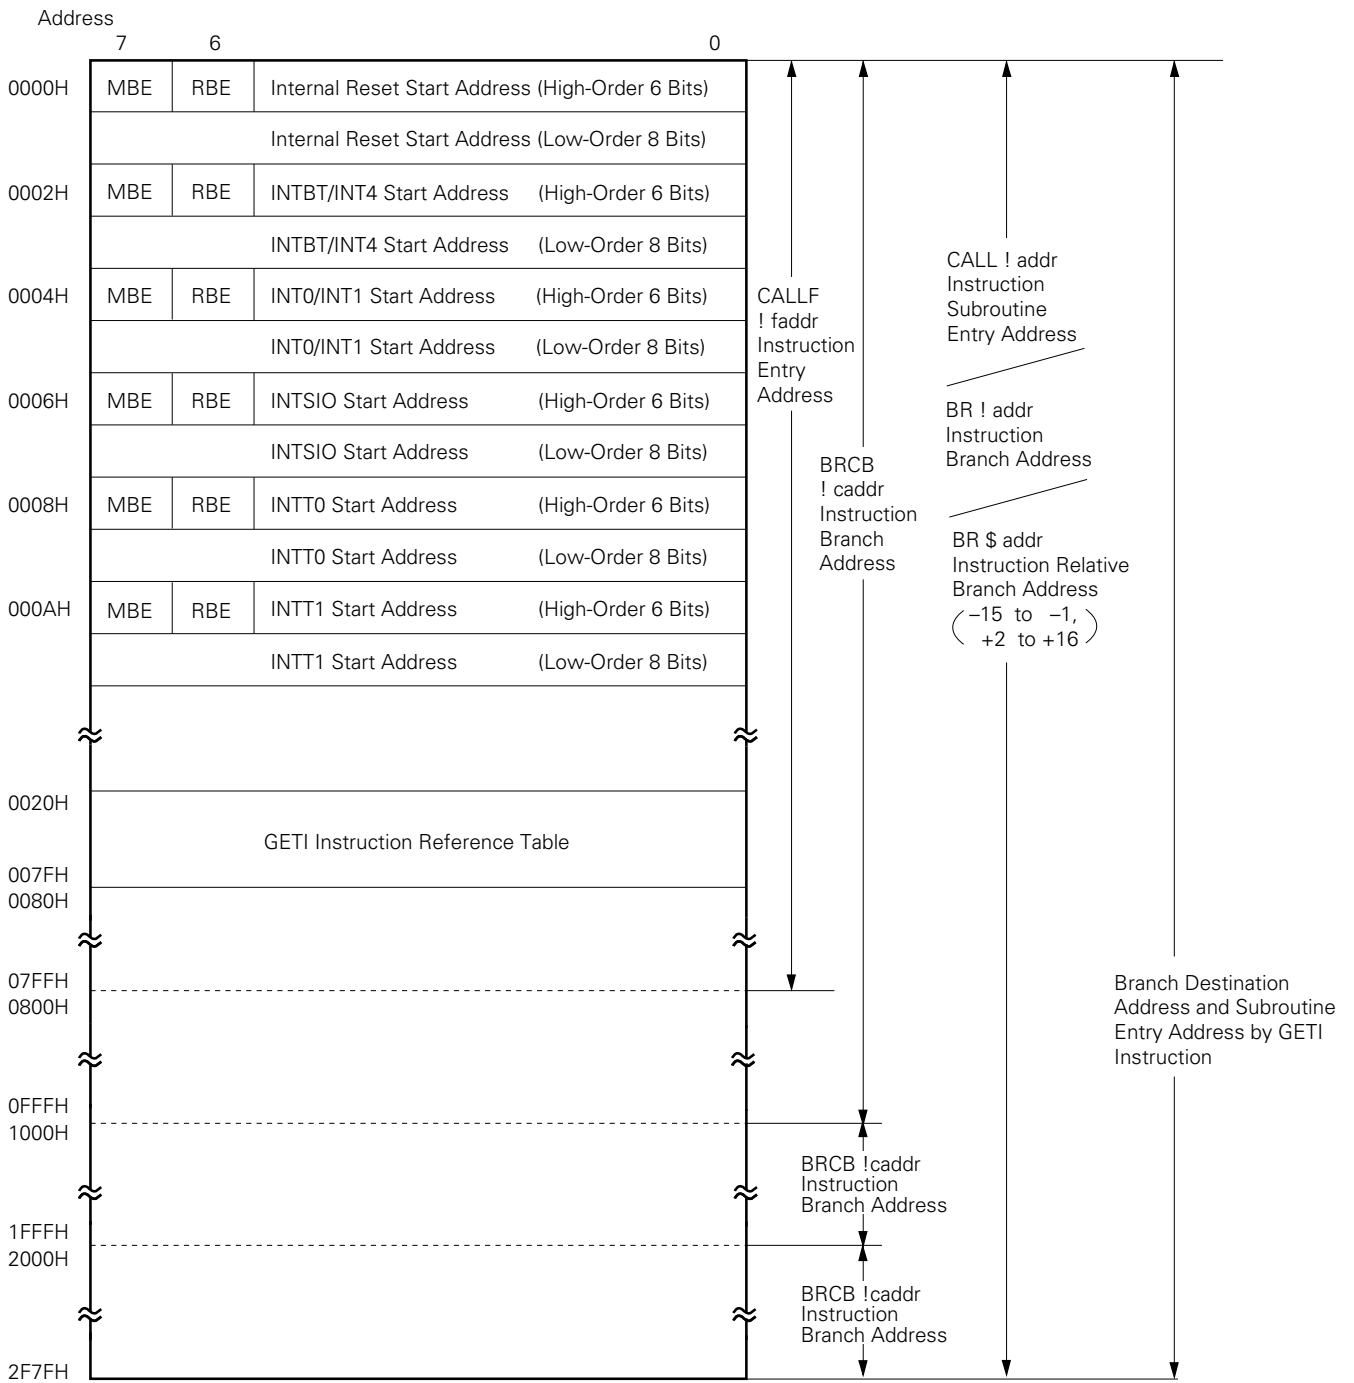 Address
7 6 0
0000H MBE RBE Internal Reset Start Address (High-Order 6 Bits)
Internal Reset Start Address (Low-Order 8 Bits)
0002H MBE RBE INTBT/INT4 Start Address (High-Order 6 Bits)
INTBT/INT4 Start Address (Low-Order 8 Bits)
0004H MBE RBE INT0/INT1 Start Address (High-Order 6 Bits)
INT0/INT1 Start Address (Low-Order 8 Bits)
0006H MBE RBE INTSIO Start Address (High-Order 6 Bits)
INTSIO Start Address (Low-Order 8 Bits)
0008H MBE RBE INTT0 Start Address (High-Order 6 Bits)
INTT0 Start Address (Low-Order 8 Bits)
000AH MBE RBE INTT1 Start Address (High-Order 6 Bits)
INTT1 Start Address (Low-Order 8 Bits)
0020H
GETI Instruction Reference Table
007FH
0080H
07FFH
0800H
0FFFH
1000H
1FFFH
2000H
2F7FH
CALLF
! faddr
Instruction
Entry
Address
BRCB
! caddr
Instruction
Branch
Address
BRCB !caddr
Instruction
Branch Address
BRCB !caddr
Instruction
Branch Address
CALL ! addr
Instruction
Subroutine
Entry Address
BR ! addr
Instruction
Branch Address
BR $ addr
Instruction Relative
Branch Address
(–15 to –1,
+2 to +16)
Branch Destination
Address and Subroutine
Entry Address by GETI
Instruction